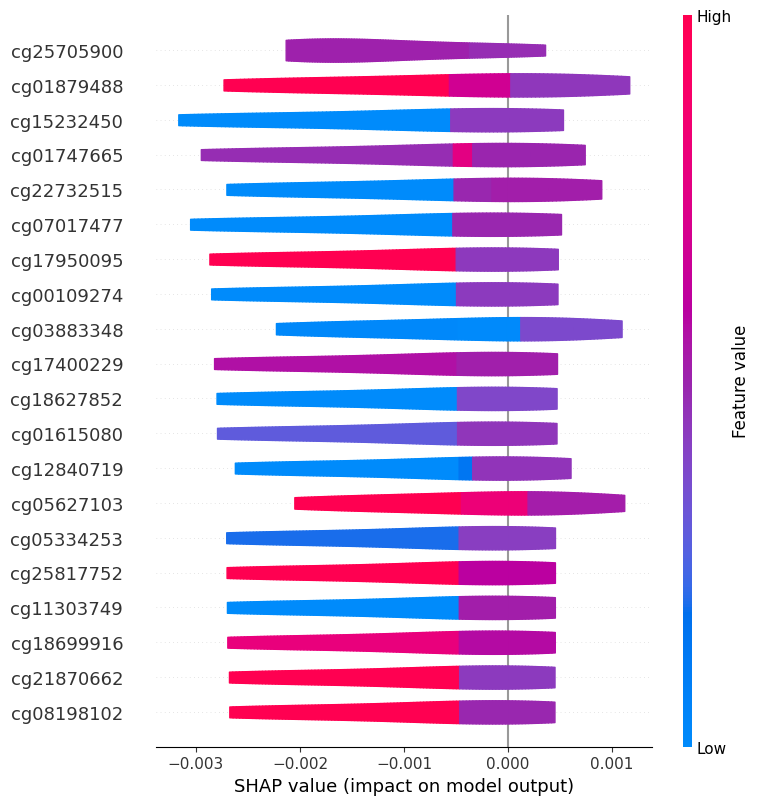 High
cg25705900
cg01879488
cg15232450
cg01747665
cg22732515
cg07017477
cg17950095
cg00109274
cg03883348
cg17400229
cg18627852
cg01615080
cg12840719
cg05627103
cg05334253
cg25817752
cg11303749
cg18699916
cg21870662
cg08198102
Feature value
Low
−0.003 −0.002 −0.001 0.000 0.001
SHAP value (impact on model output)